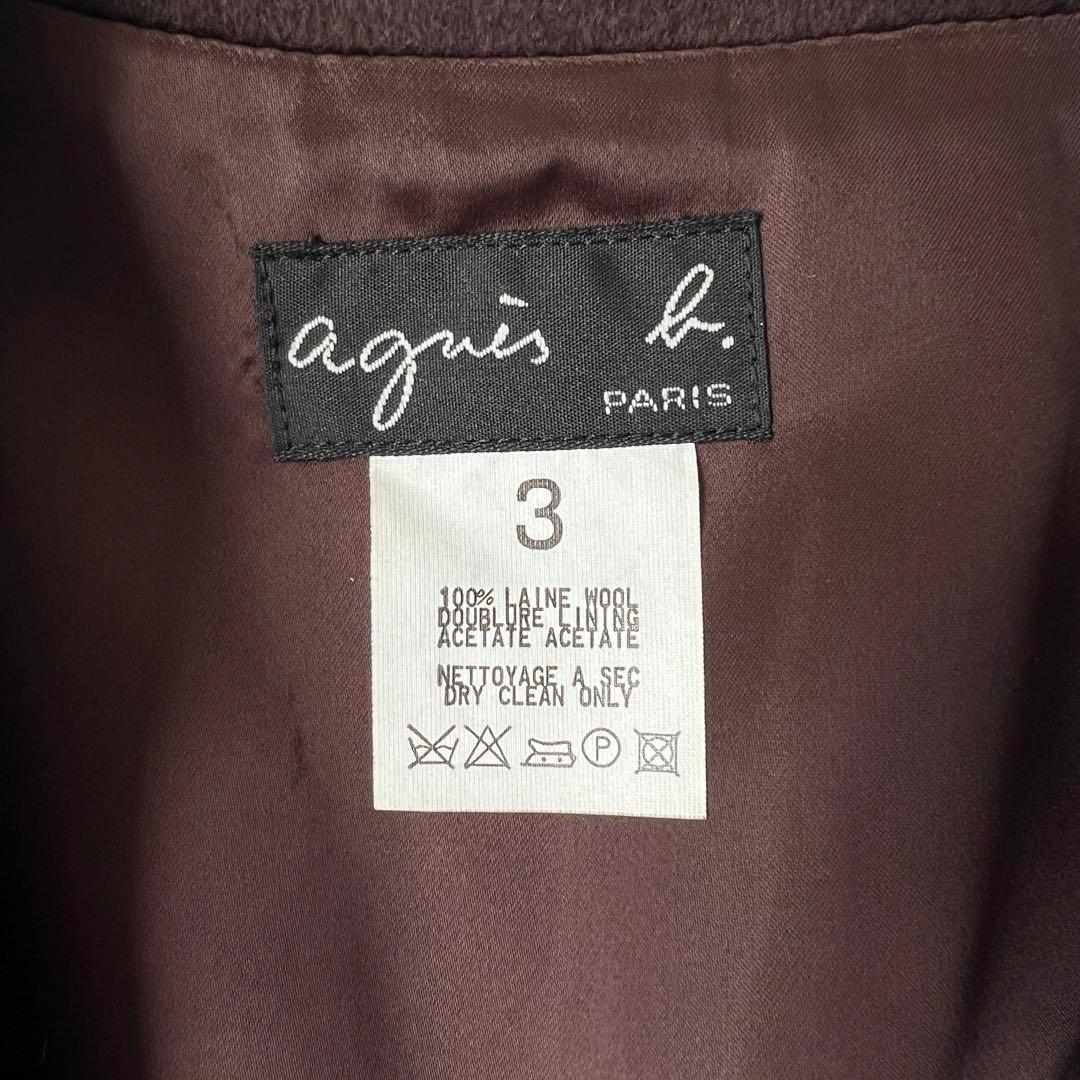 agnès b.
PARIS
3
100% LAINE WOOL
DOUBLURE LINING
ACETATE ACETATE
NETTOYAGE A SEC
DRY CLEAN ONLY
P